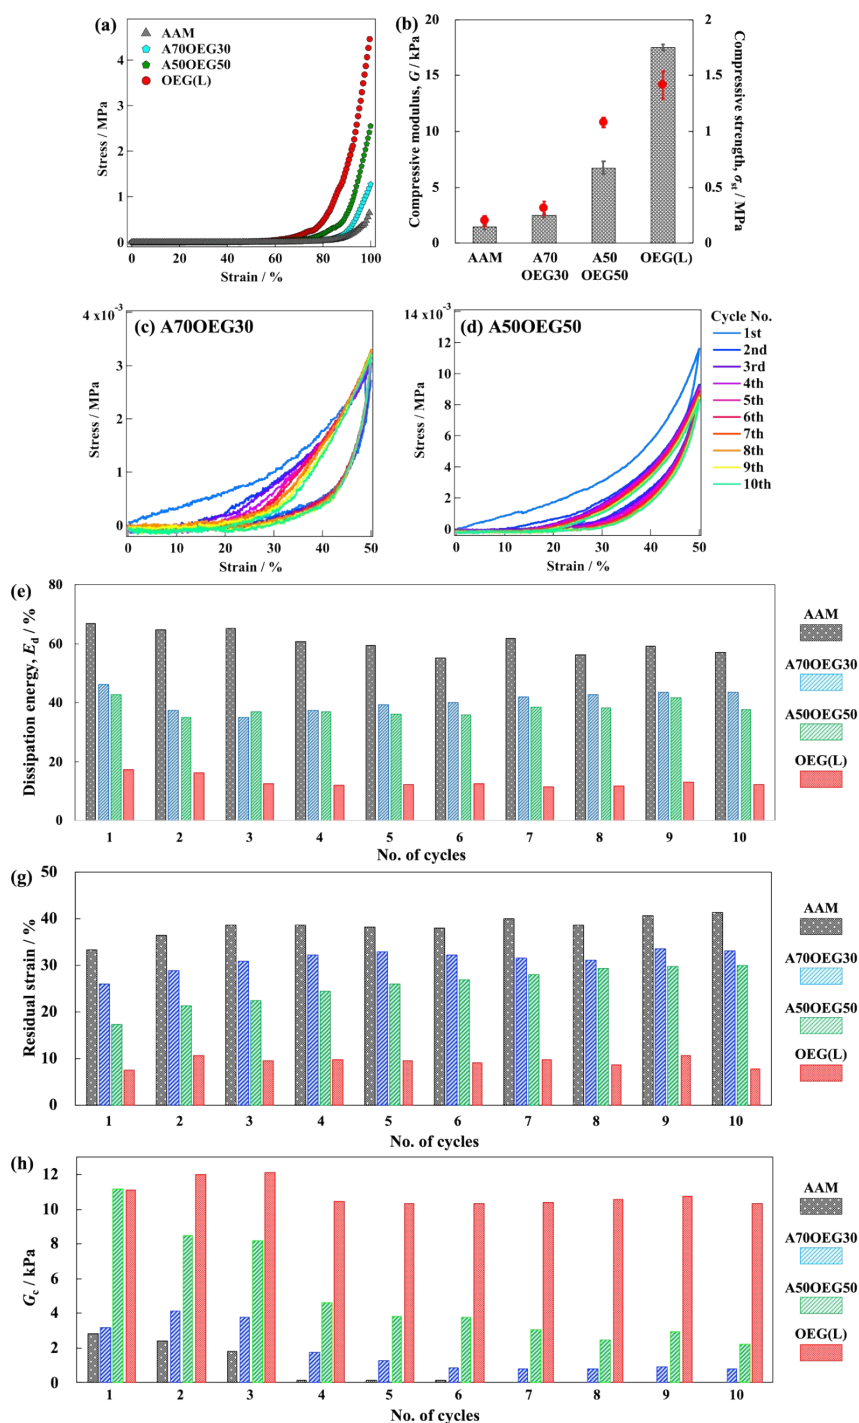 (a)
AAM
A70OEG30
A50OEG50
OEG(L)
Stress / MPa
4
3
2
1
0
0 20 40 60 80 100
Strain / %
(b)
Compressive modulus, G / kPa
20
15
10
5
0
2
1.5
1
0.5
0
Compressive strength, σst / MPa
AAM A70 A50 OEG(L)
OEG30 OEG50
4 x10⁻³
(c) A70OEG30
Stress / MPa
3
2
1
0
0 10 20 30 40 50
Strain / %
14 x10⁻³
(d) A50OEG50
Stress / MPa
12
10
8
6
4
2
0
0 10 20 30 40 50
Strain / %
Cycle No.
1st
2nd
3rd
4th
5th
6th
7th
8th
9th
10th
(e)
Dissipation energy, Ed / %
80
60
40
20
0
1 2 3 4 5 6 7 8 9 10
No. of cycles
AAM
A70OEG30
A50OEG50
OEG(L)
(g)
Residual strain / %
50
40
30
20
10
0
1 2 3 4 5 6 7 8 9 10
No. of cycles
AAM
A70OEG30
A50OEG50
OEG(L)
(h)
Gc / kPa
12
10
8
6
4
2
0
1 2 3 4 5 6 7 8 9 10
No. of cycles
AAM
A70OEG30
A50OEG50
OEG(L)